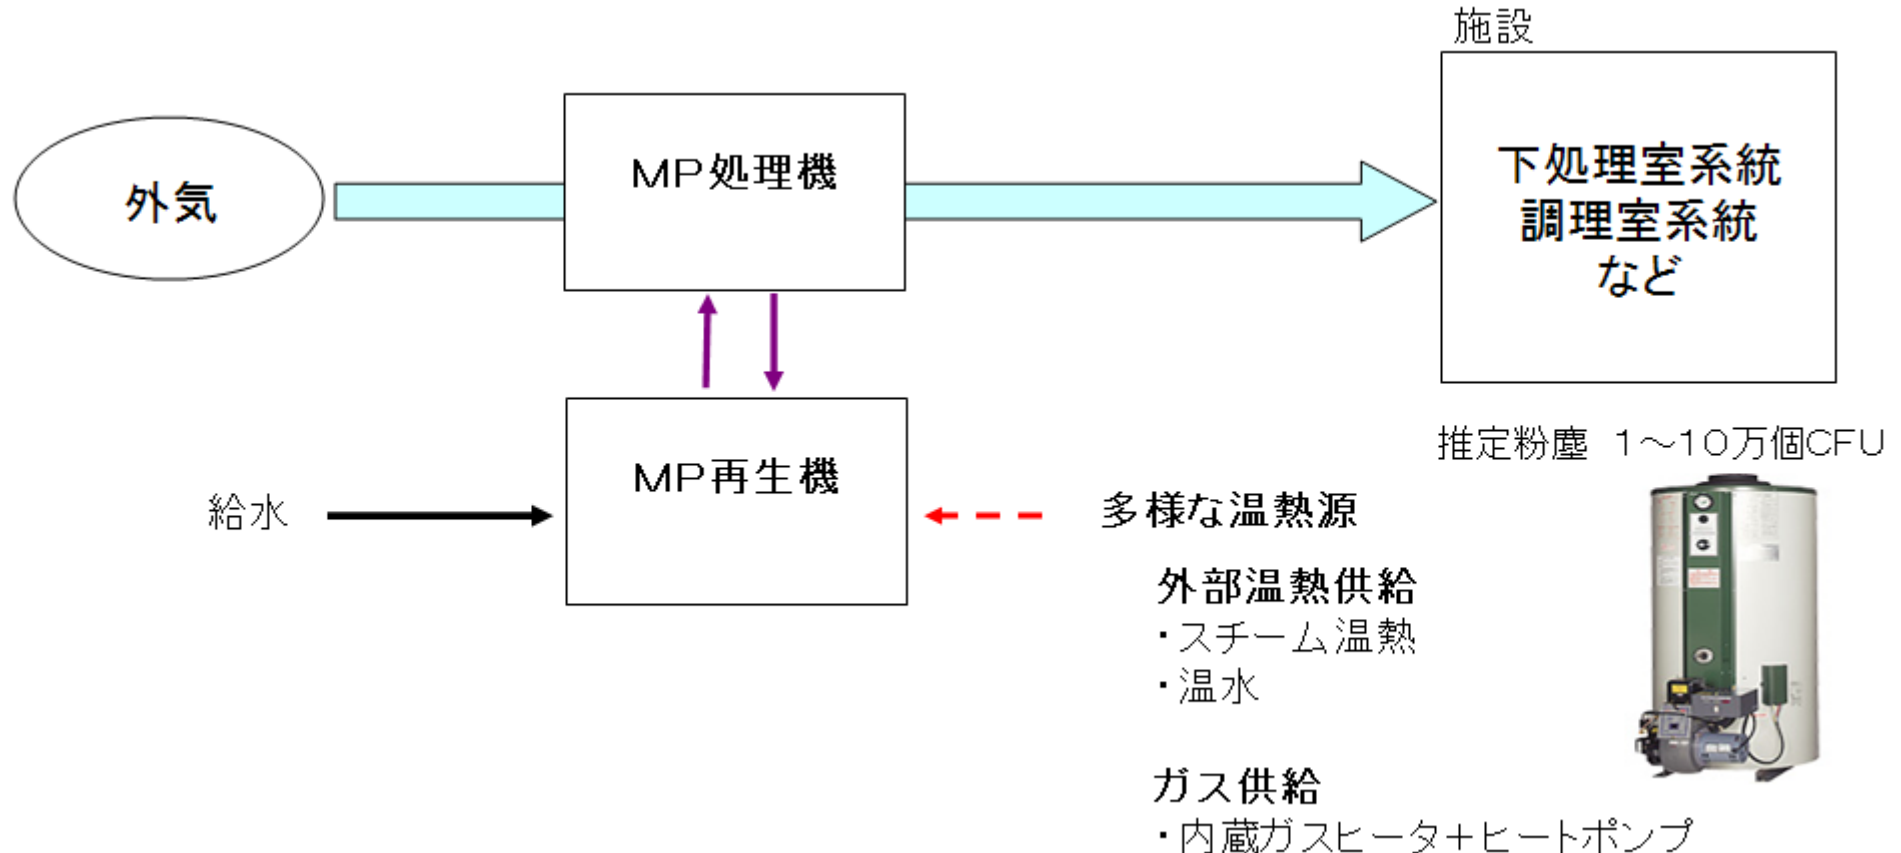 施設
外気
MP処理機
下処理室系統
調理室系統
など
MP再生機
給水
推定粉塵 1～10万個CFU
多様な温熱源
外部温熱供給
・スチーム温熱
・温水
ガス供給
・内蔵ガスヒータ+ヒートポンプ